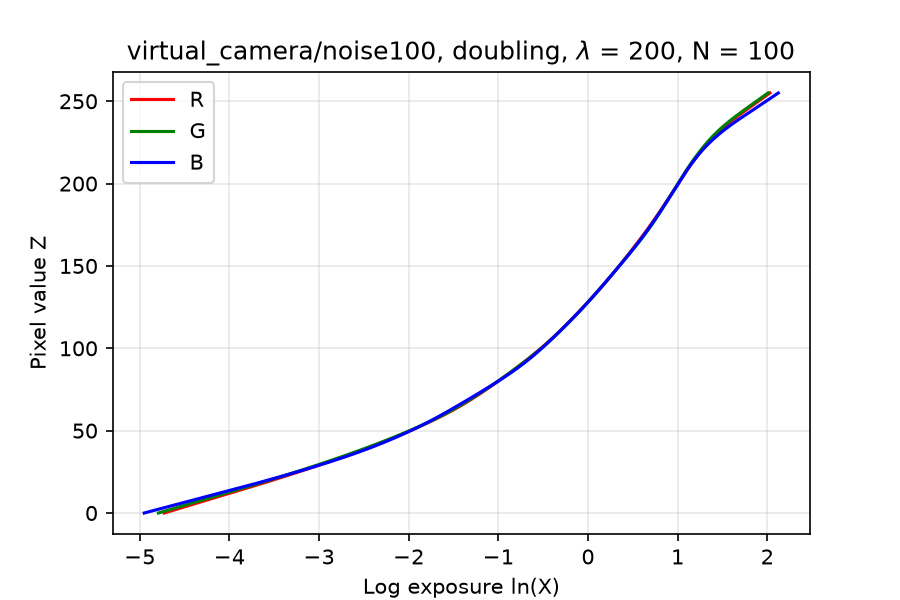 virtual_camera/noise100, doubling, λ = 200, N = 100
R
G
B
250
200
150
100
50
0
Pixel value Z
−5 −4 −3 −2 −1 0 1 2
Log exposure ln(X)